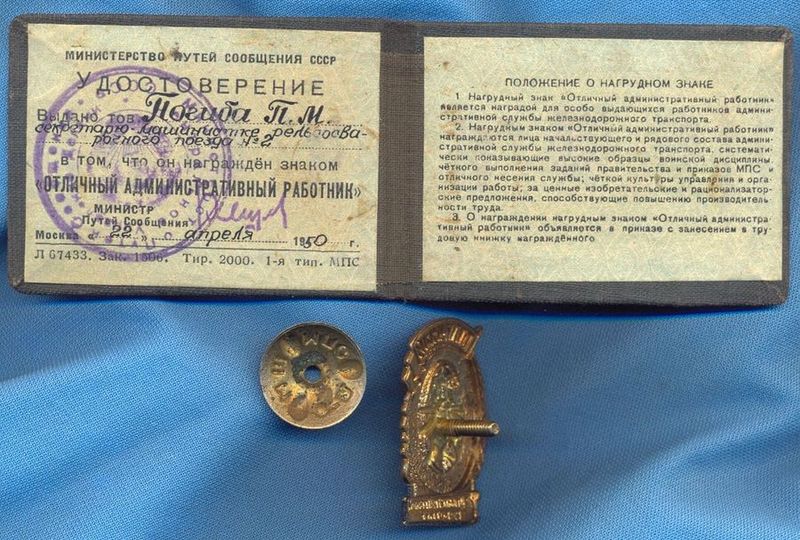 МИНИСТЕРСТВО ПУТЕЙ СООБЩЕНИЯ СССР
УДОСТОВЕРЕНИЕ
Выдано тов. Погиба П. М.
секретарю-машинистке рельсосва-
рочного поезда №2
в том, что он награждён знаком
«ОТЛИЧНЫЙ АДМИНИСТРАТИВНЫЙ РАБОТНИК»
МИНИСТР
Путей Сообщения
Москва «22» апреля 1950 г.
Л 67433. Зак. 1306. Тир. 2000. 1-я тип. МПС
ПОЛОЖЕНИЕ О НАГРУДНОМ ЗНАКЕ
1 Нагрудный знак «Отличный административный работник»
является наградой для особо выдающихся работников админи-
стративной службы железнодорожного транспорта.
2. Нагрудным знаком «Отличный административный работник»
награждаются лица начальствующего и рядового состава админи-
стративной службы железнодорожного транспорта, системати-
чески показывающие высокие образцы воинской дисциплины,
чёткого выполнения заданий правительства и приказов МПС и
отличного несения службы; чёткой культуры управления и орга-
низации работы; за ценные изобретательские и рационализатор-
ские предложения, способствующие повышению производитель-
ности труда.
3. О награждении нагрудным знаком «Отличный администра-
тивный работник» объявляется в приказе с занесением в тру-
довую книжку награждённого